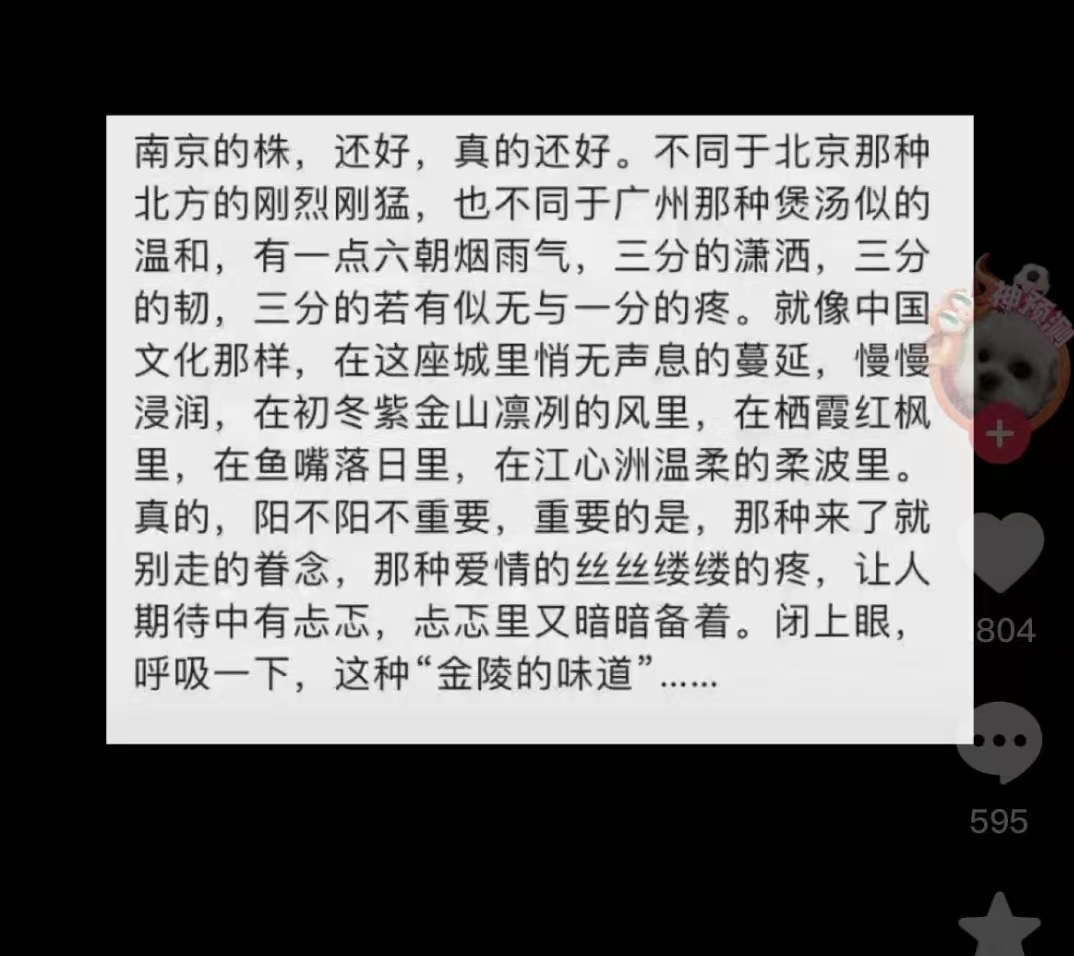 南京的株，还好，真的还好。不同于北京那种
北方的刚烈刚猛，也不同于广州那种煲汤似的
温和，有一点六朝烟雨气，三分的潇洒，三分
的韧，三分的若有似无与一分的疼。就像中国
文化那样，在这座城里悄无声息的蔓延，慢慢
浸润，在初冬紫金山凛冽的风里，在栖霞红枫
里，在鱼嘴落日里，在江心洲温柔的柔波里。
真的，阳不阳不重要，重要的是，那种来了就
别走的眷念，那种爱情的丝丝缕缕的疼，让人
期待中有忐忑，忐忑里又暗暗备着。闭上眼，
呼吸一下，这种“金陵的味道”……
神预测
804
595